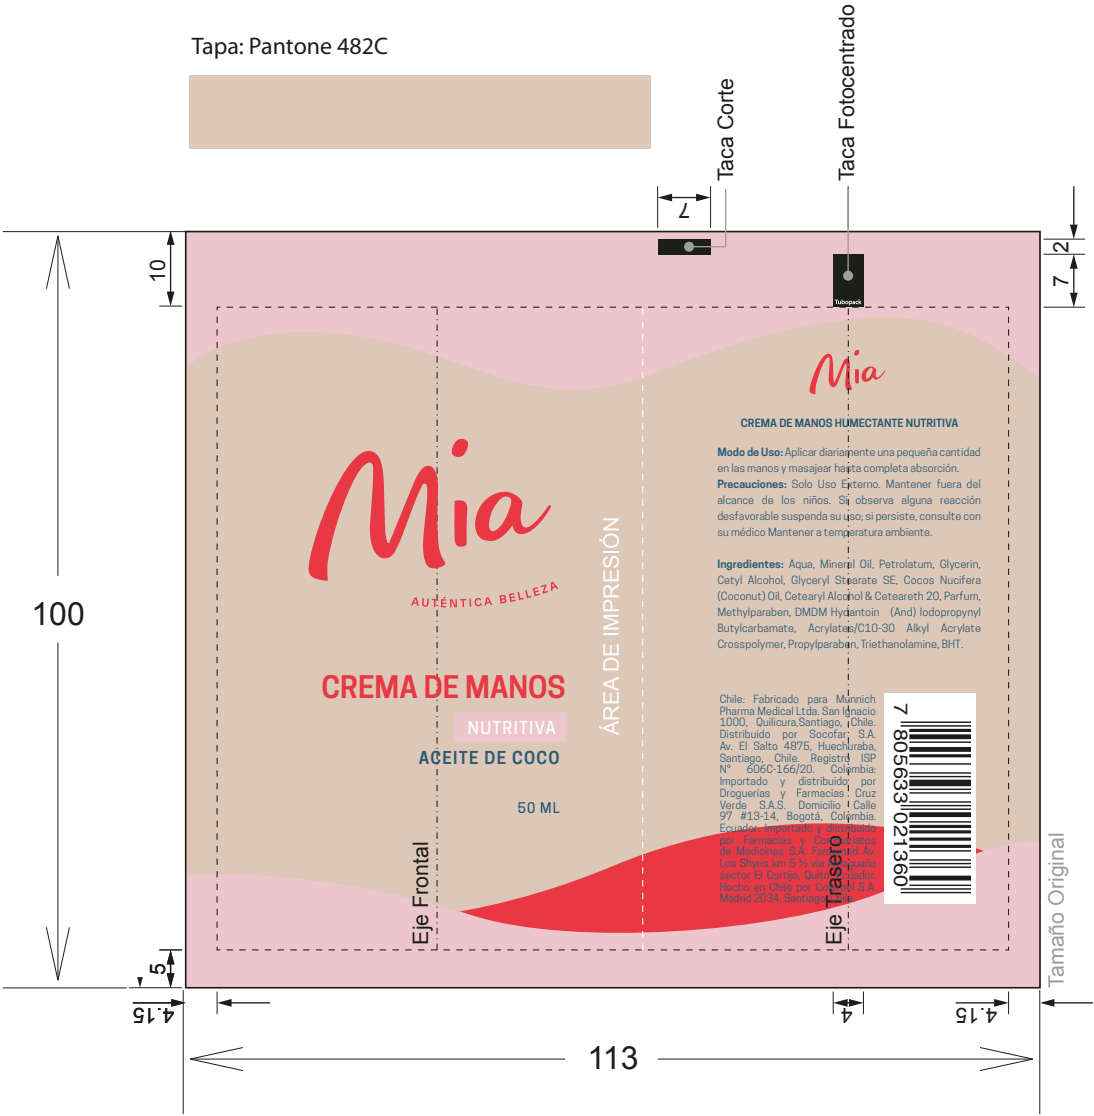 Tapa: Pantone 482C
Taca Corte
Taca Fotocentrado
7
10
2
7
Tubopack
Mia
AUTÉNTICA BELLEZA
CREMA DE MANOS
NUTRITIVA
ACEITE DE COCO
50 ML
Eje Frontal
ÁREA DE IMPRESIÓN
Mia
CREMA DE MANOS HUMECTANTE NUTRITIVA
Modo de Uso: Aplicar diariamente una pequeña cantidad
en las manos y masajear hasta completa absorción.
Precauciones: Solo Uso Externo. Mantener fuera del
alcance de los niños. Si observa alguna reacción
desfavorable suspenda su uso; si persiste, consulte con
su médico Mantener a temperatura ambiente.
Ingredientes: Aqua, Mineral Oil, Petrolatum, Glycerin,
Cetyl Alcohol, Glyceryl Stearate SE, Cocos Nucifera
(Coconut) Oil, Cetearyl Alcohol & Ceteareth 20, Parfum,
Methylparaben, DMDM Hydantoin (And) Iodopropynyl
Butylcarbamate, Acrylates/C10-30 Alkyl Acrylate
Crosspolymer, Propylparaben, Triethanolamine, BHT.
Chile: Fabricado para Münnich
Pharma Medical Ltda. San Ignacio
1000, Quilicura,Santiago, Chile.
Distribuido por Socofar S.A.
Av. El Salto 4875, Huechuraba,
Santiago, Chile. Registro ISP
N° 606C-166/20. Colombia:
Importado y distribuido por
Droguerías y Farmacias Cruz
Verde S.A.S. Domicilio Calle
97 #13-14, Bogotá, Colombia.
Ecuador: Importado y distribuido
por Farmacias y
de Medicinas S.A. Av.
Los Shyris km 5 ½ vía
sector El Cortijo, Quito
Hecho en Chile por S.A.
Madrid 2034, Santiago
7 805633 021360
Eje Trasero
Tamaño Original
100
5
4.15
4
4.15
113